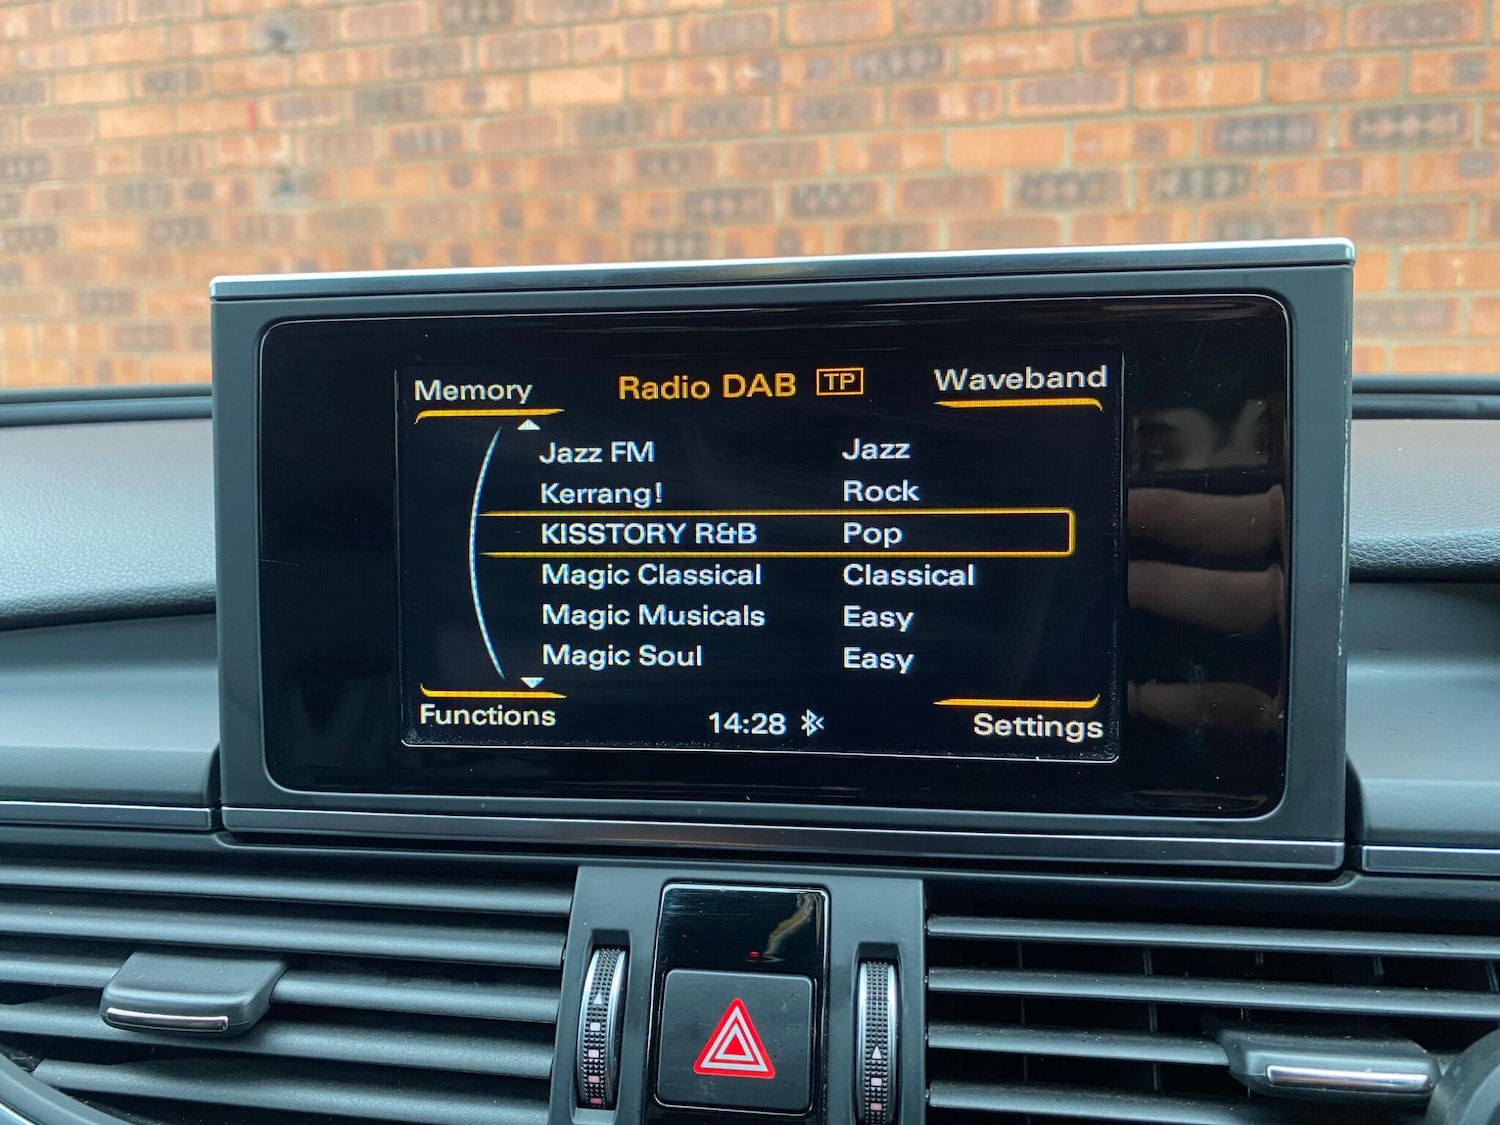 Memory Radio DAB TP Waveband
Jazz FM Jazz
Kerrang! Rock
KISSTORY R&B Pop
Magic Classical Classical
Magic Musicals Easy
Magic Soul Easy
Functions 14:28 Settings